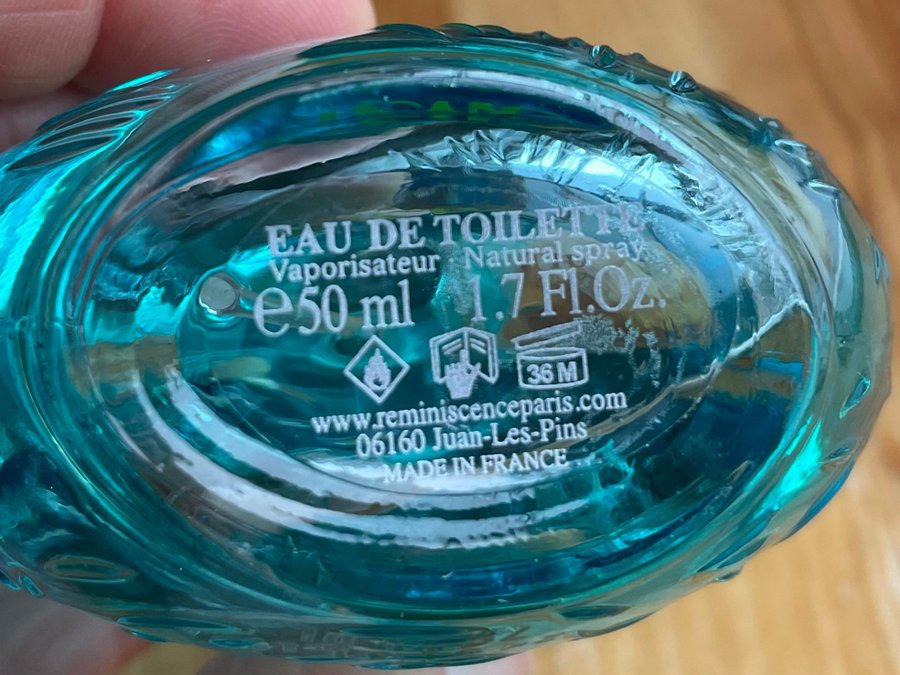 EAU DE TOILETTE
Vaporisateur Natural spray
℮50 ml 1.7 Fl.Oz.
36 M
www.reminiscenceparis.com
06160 Juan-Les-Pins
MADE IN FRANCE